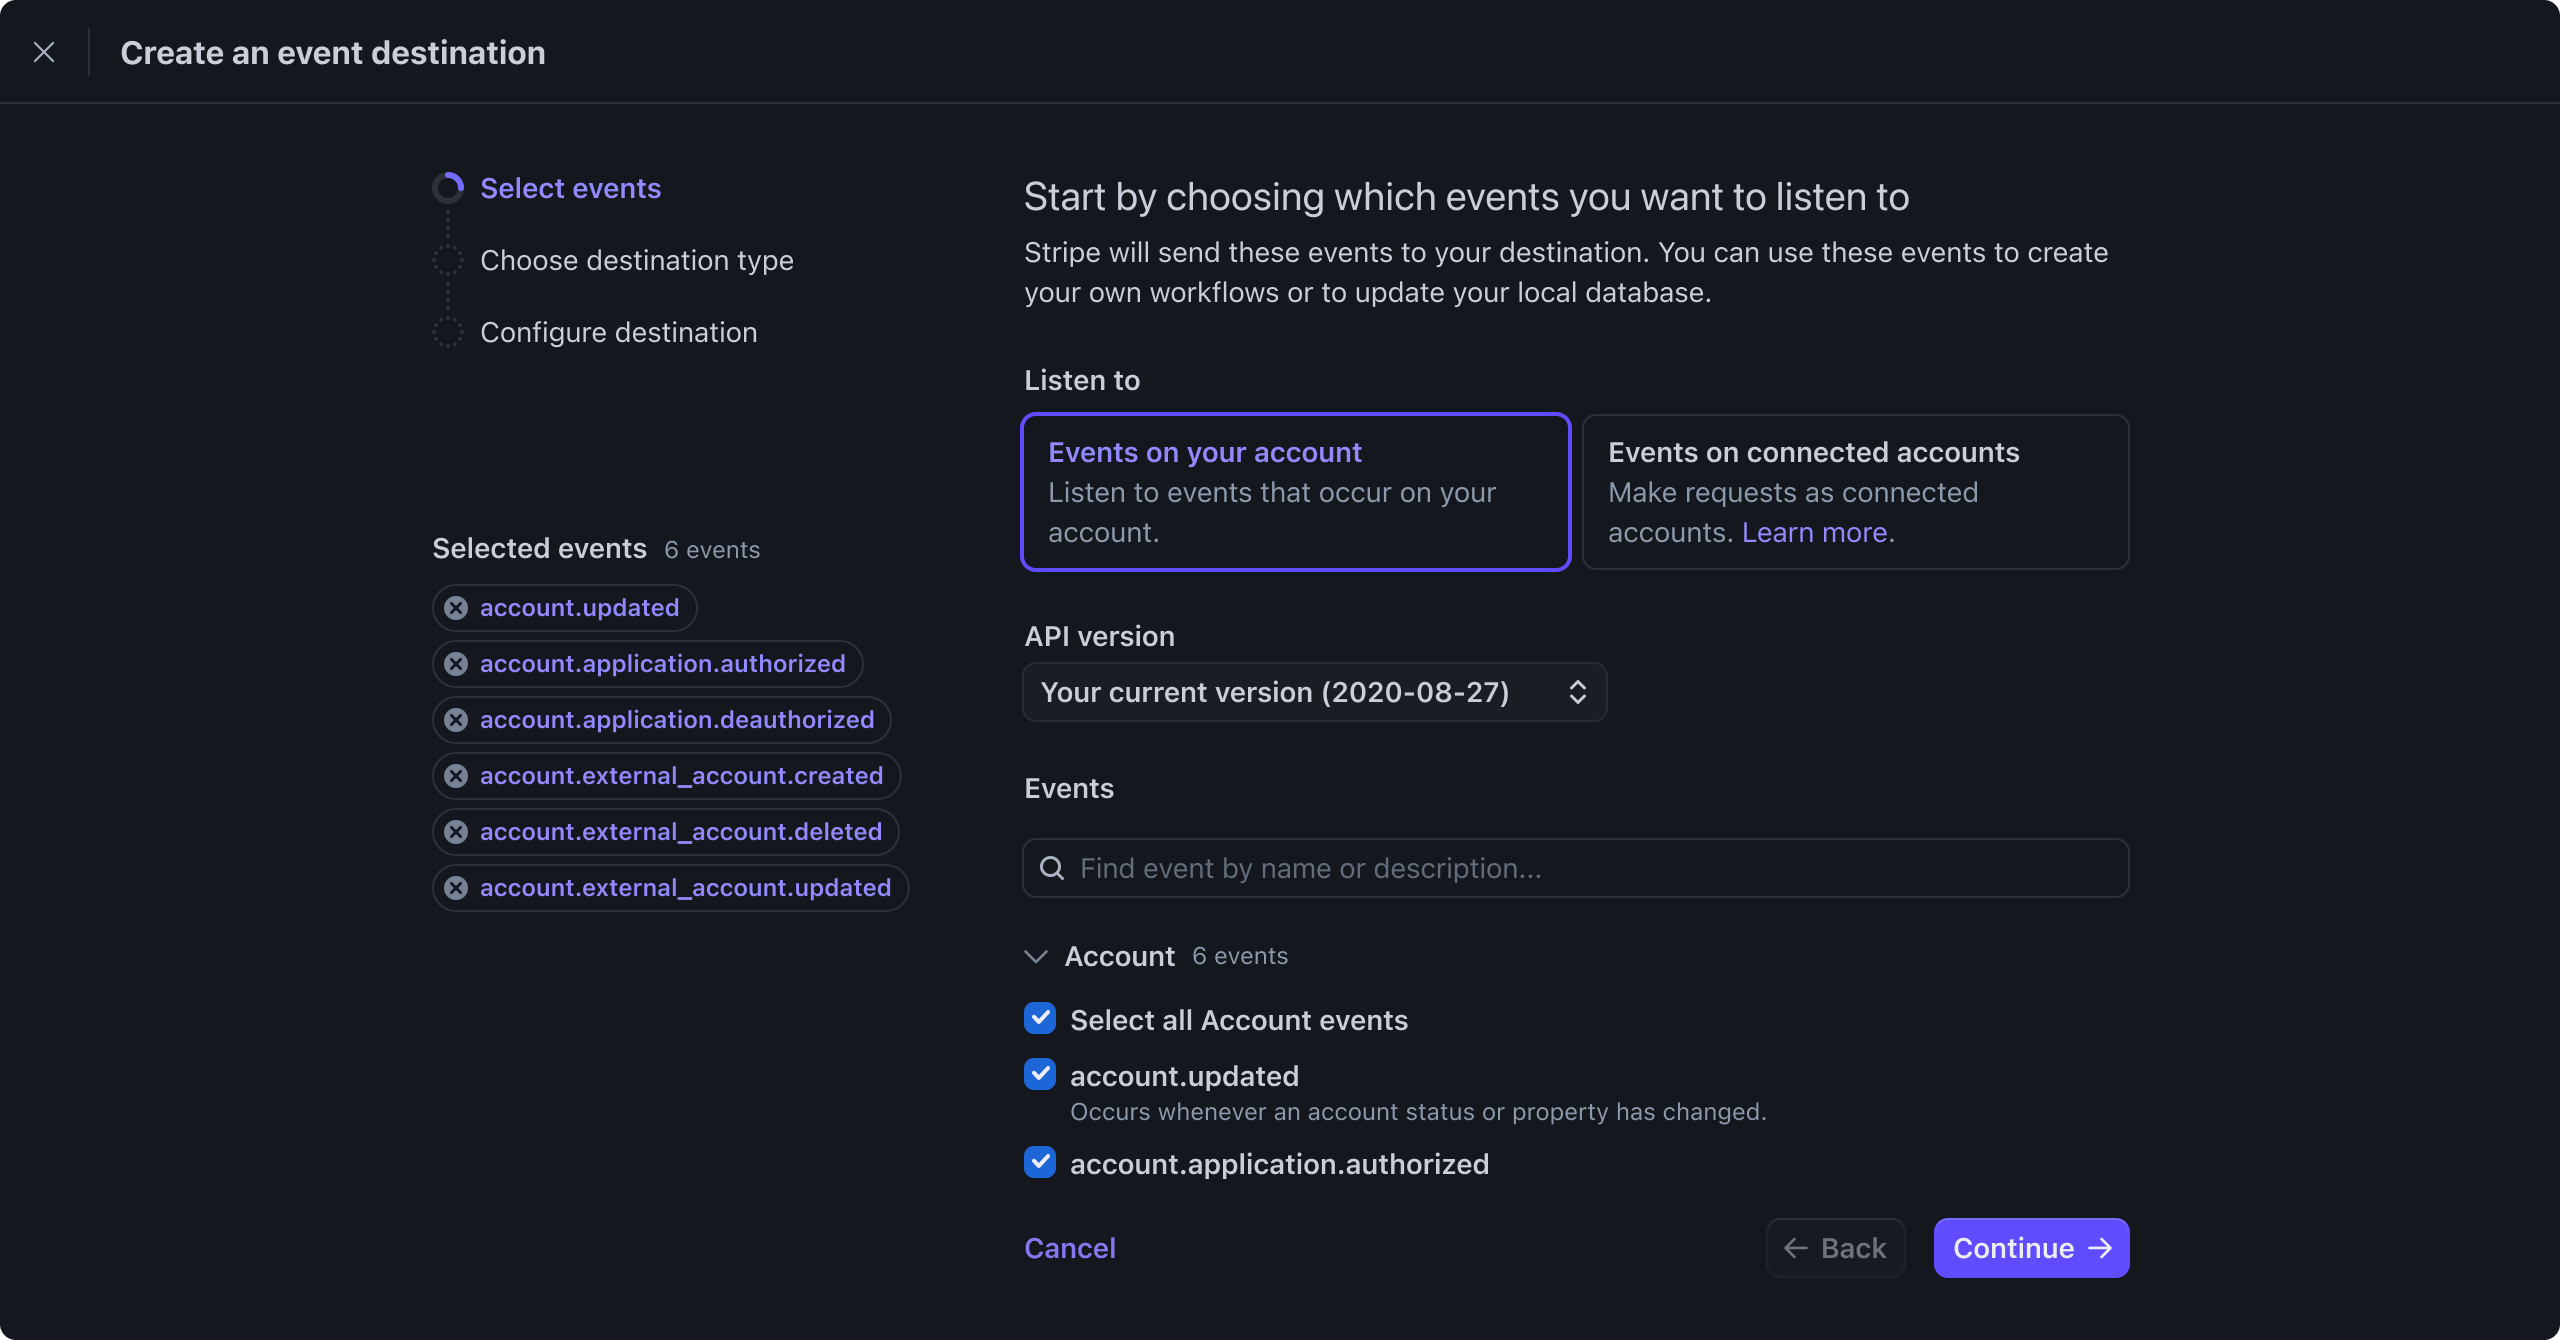 Create an event destination
Select events
Choose destination type
Configure destination
Selected events 6 events
account.updated
account.application.authorized
account.application.deauthorized
account.external_account.created
account.external_account.deleted
account.external_account.updated
Start by choosing which events you want to listen to
Stripe will send these events to your destination. You can use these events to create
your own workflows or to update your local database.
Listen to
Events on your account
Listen to events that occur on your
account.
Events on connected accounts
Make requests as connected
accounts. Learn more.
API version
Your current version (2020-08-27)
Events
Find event by name or description...
Account 6 events
Select all Account events
account.updated
Occurs whenever an account status or property has changed.
account.application.authorized
Cancel
Back
Continue